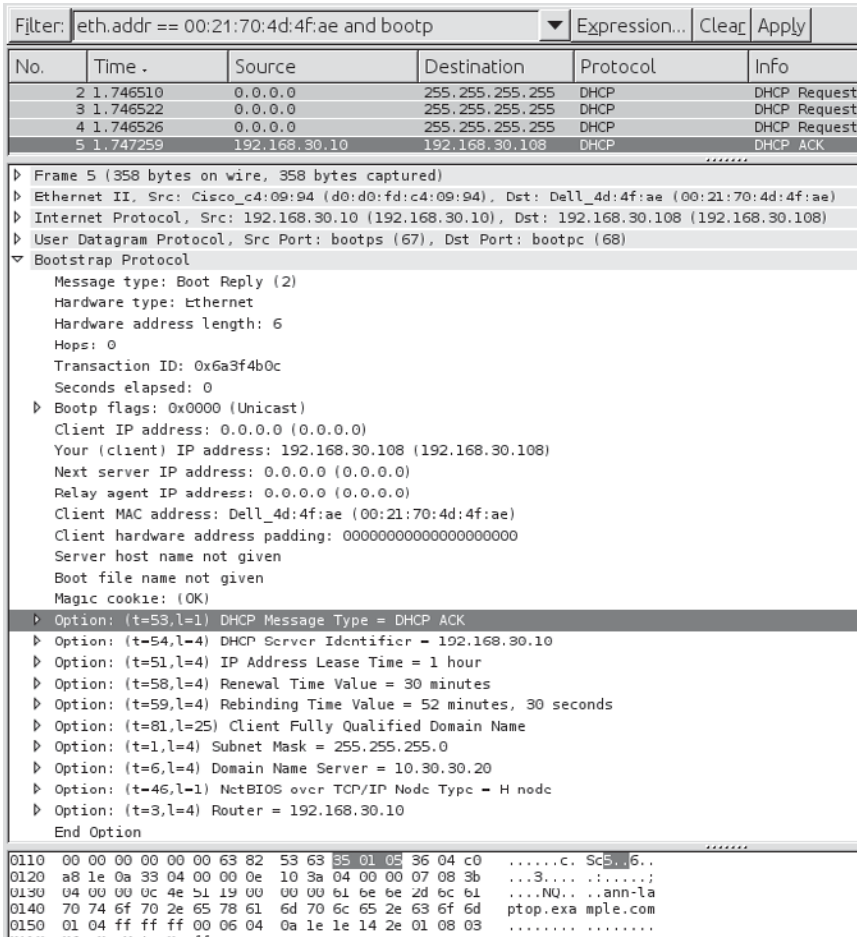 Filter: eth.addr == 00:21:70:4d:4f:ae and bootp Expression... Clear Apply
No. Time Source Destination Protocol Info
2 1.746510 0.0.0.0 255.255.255.255 DHCP DHCP Request
3 1.746522 0.0.0.0 255.255.255.255 DHCP DHCP Request
4 1.746526 0.0.0.0 255.255.255.255 DHCP DHCP Request
5 1.747259 192.168.30.10 192.168.30.108 DHCP DHCP ACK
Frame 5 (358 bytes on wire, 358 bytes captured)
Ethernet II, Src: Cisco_c4:09:94 (d0:d0:fd:c4:09:94), Dst: Dell_4d:4f:ae (00:21:70:4d:4f:ae)
Internet Protocol, Src: 192.168.30.10 (192.168.30.10), Dst: 192.168.30.108 (192.168.30.108)
User Datagram Protocol, Src Port: bootps (67), Dst Port: bootpc (68)
Bootstrap Protocol
Message type: Boot Reply (2)
Hardware type: Ethernet
Hardware address length: 6
Hops: 0
Transaction ID: 0x6a3f4b0c
Seconds elapsed: 0
Bootp flags: 0x0000 (Unicast)
Client IP address: 0.0.0.0 (0.0.0.0)
Your (client) IP address: 192.168.30.108 (192.168.30.108)
Next server IP address: 0.0.0.0 (0.0.0.0)
Relay agent IP address: 0.0.0.0 (0.0.0.0)
Client MAC address: Dell_4d:4f:ae (00:21:70:4d:4f:ae)
Client hardware address padding: 00000000000000000000
Server host name not given
Boot file name not given
Magic cookie: (OK)
Option: (t=53,l=1) DHCP Message Type = DHCP ACK
Option: (t=54,l=4) DHCP Server Identifier = 192.168.30.10
Option: (t=51,l=4) IP Address Lease Time = 1 hour
Option: (t=58,l=4) Renewal Time Value = 30 minutes
Option: (t=59,l=4) Rebinding Time Value = 52 minutes, 30 seconds
Option: (t=81,l=25) Client Fully Qualified Domain Name
Option: (t=1,l=4) Subnet Mask = 255.255.255.0
Option: (t=6,l=4) Domain Name Server = 10.30.30.20
Option: (t=46,l=1) NetBIOS over TCP/IP Node Type = H node
Option: (t=3,l=4) Router = 192.168.30.10
End Option
0110 00 00 00 00 00 00 63 82 53 63 35 01 05 36 04 c0 ......c. Sc5..6..
0120 a8 1e 0a 33 04 00 00 0e 10 3a 04 00 00 07 08 3b ...3.... .:.....;
0130 04 00 00 0c 4e 51 19 00 00 00 61 6e 6e 2d 6c 61 ....NQ.. ..ann-la
0140 70 74 6f 70 2e 65 78 61 6d 70 6c 65 2e 63 6f 6d ptop.exa mple.com
0150 01 04 ff ff ff 00 06 04 0a 1e 1e 14 2e 01 08 03 ........ ........